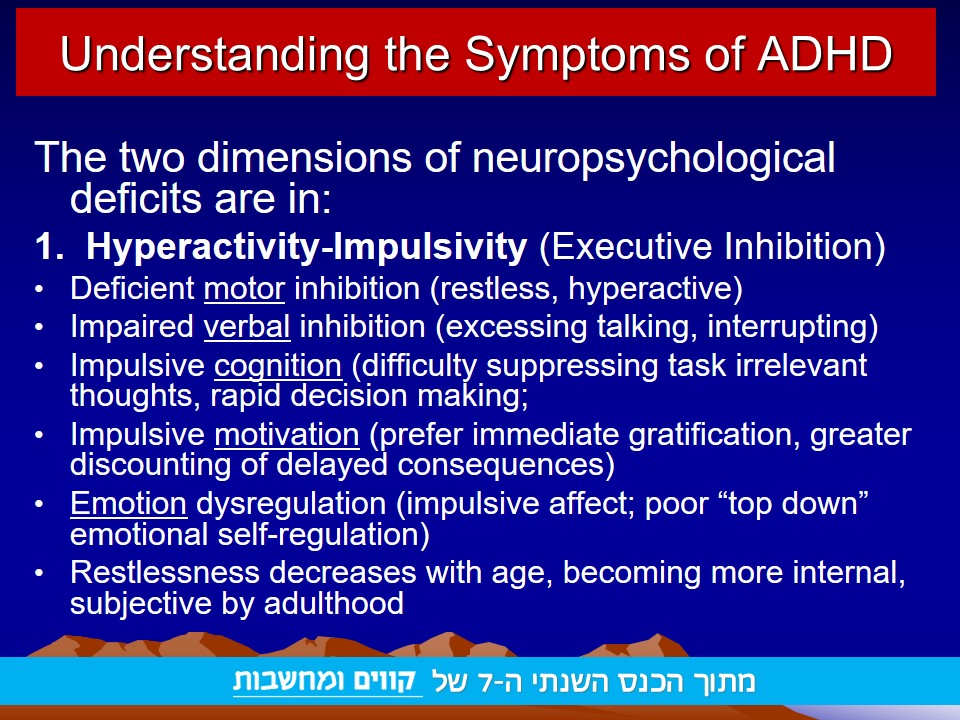 Understanding the Symptoms of ADHD
The two dimensions of neuropsychological
deficits are in:
1. Hyperactivity-Impulsivity (Executive Inhibition)
• Deficient motor inhibition (restless, hyperactive)
• Impaired verbal inhibition (excessing talking, interrupting)
• Impulsive cognition (difficulty suppressing task irrelevant
thoughts, rapid decision making;
• Impulsive motivation (prefer immediate gratification, greater
discounting of delayed consequences)
• Emotion dysregulation (impulsive affect; poor “top down”
emotional self-regulation)
• Restlessness decreases with age, becoming more internal,
subjective by adulthood
מתוך הכנס השנתי ה-7 של קווים ומחשבות